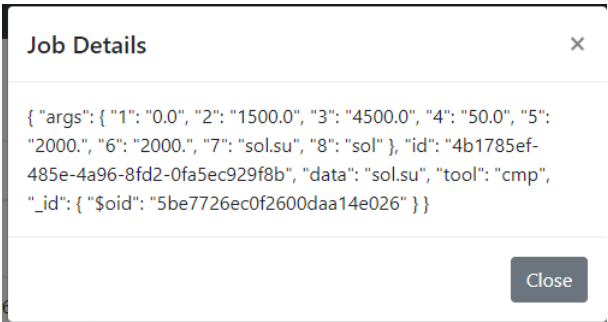 Job Details
×
{ "args": { "1": "0.0", "2": "1500.0", "3": "4500.0", "4": "50.0", "5":
"2000.", "6": "2000.", "7": "sol.su", "8": "sol" }, "id": "4b1785ef-
485e-4a96-8fd2-0fa5ec929f8b", "data": "sol.su", "tool": "cmp",
"_id": { "$oid": "5be7726ec0f2600daa14e026" } }
Close